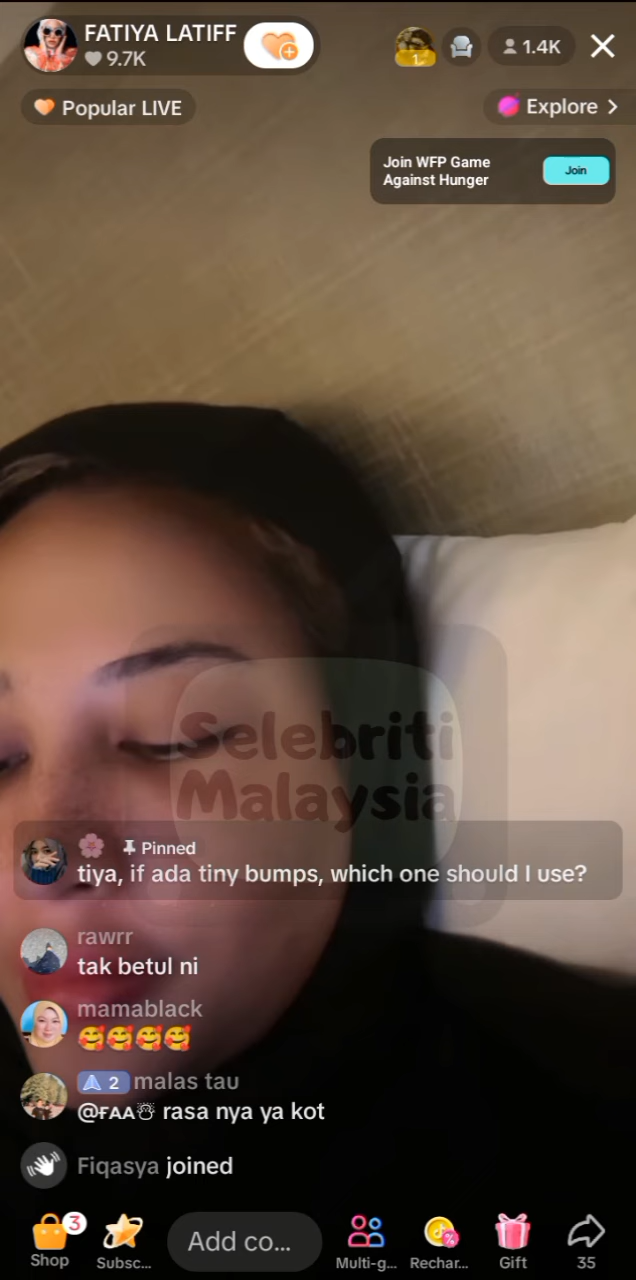 FATIYA LATIFF
9.7K
1
1.4K
Popular LIVE
Explore
Join WFP Game
Against Hunger
Join
Selebriti
Malaysia
Pinned
tiya, if ada tiny bumps, which one should I use?
rawrr
tak betul ni
mamablack
🥰🥰🥰🥰
2 malas tau
@ꜰᴀᴀ☃ rasa nya ya kot
Fiqasya joined
3
Shop
Subsc...
Add co...
Multi-g...
Rechar...
Gift
35